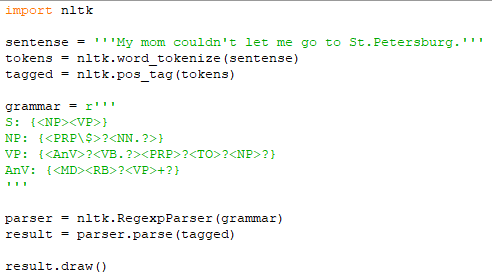 import nltk
sentense = '''My mom couldn't let me go to St.Petersburg.'''
tokens = nltk.word_tokenize(sentense)
tagged = nltk.pos_tag(tokens)
grammar = r'''
S: {<NP><VP>}
NP: {<PRP\$>?<NN.?>}
VP: {<AnV>?<VB.?><PRP>?<TO>?<NP>?}
AnV: {<MD><RB>?<VP>+?}
'''
parser = nltk.RegexpParser(grammar)
result = parser.parse(tagged)
result.draw()